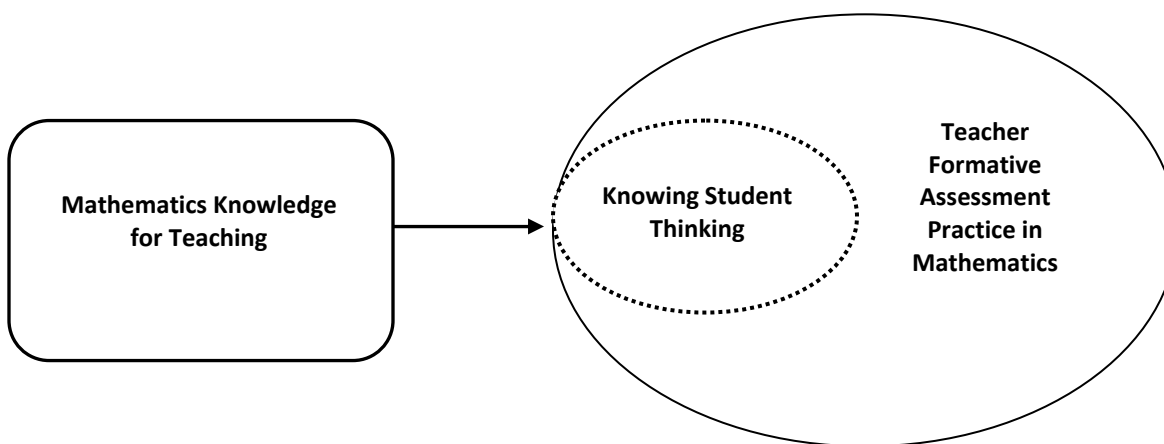 Mathematics Knowledge
for Teaching
Knowing Student
Thinking
Teacher
Formative
Assessment
Practice in
Mathematics